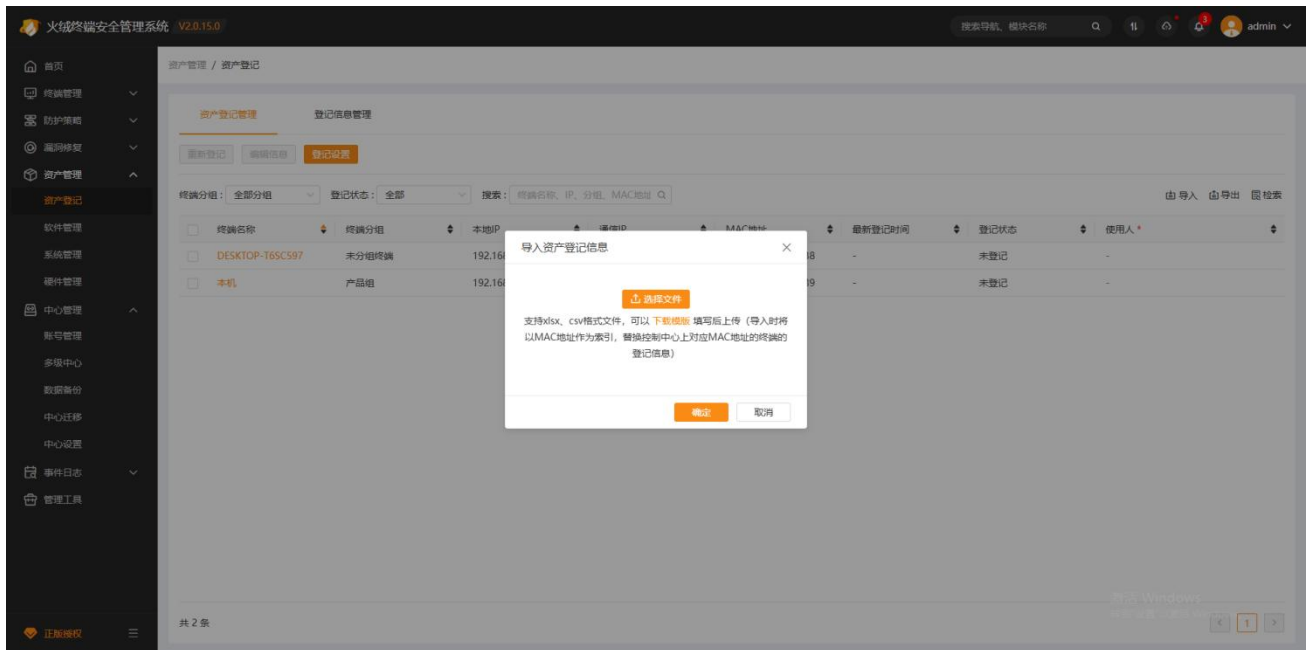 火绒终端安全管理系统 V2.0.15.0
搜索导航、模块名称
3
admin
首页
终端管理
防护策略
漏洞修复
资产管理
资产登记
软件管理
系统管理
硬件管理
中心管理
账号管理
多级中心
数据备份
中心迁移
中心设置
事件日志
管理工具
正版授权
资产管理 / 资产登记
资产登记管理 登记信息管理
重新登记 编辑信息 登记设置
终端分组: 全部分组 登记状态: 全部 搜索: 终端名称、IP、分组、MAC地址 导入 导出 检索
终端名称 终端分组 本地IP 通信IP MAC地址 最新登记时间 登记状态 使用人 *
DESKTOP-T6SC597 未分组终端 192.16 - 未登记 -
本机 产品组 192.16 - 未登记 -
导入资产登记信息
选择文件
支持xlsx、csv格式文件,可以 下载模版 填写后上传(导入时将
以MAC地址作为索引,替换控制中心上对应MAC地址的终端的
登记信息)
确定 取消
激活 Windows
共 2 条
1